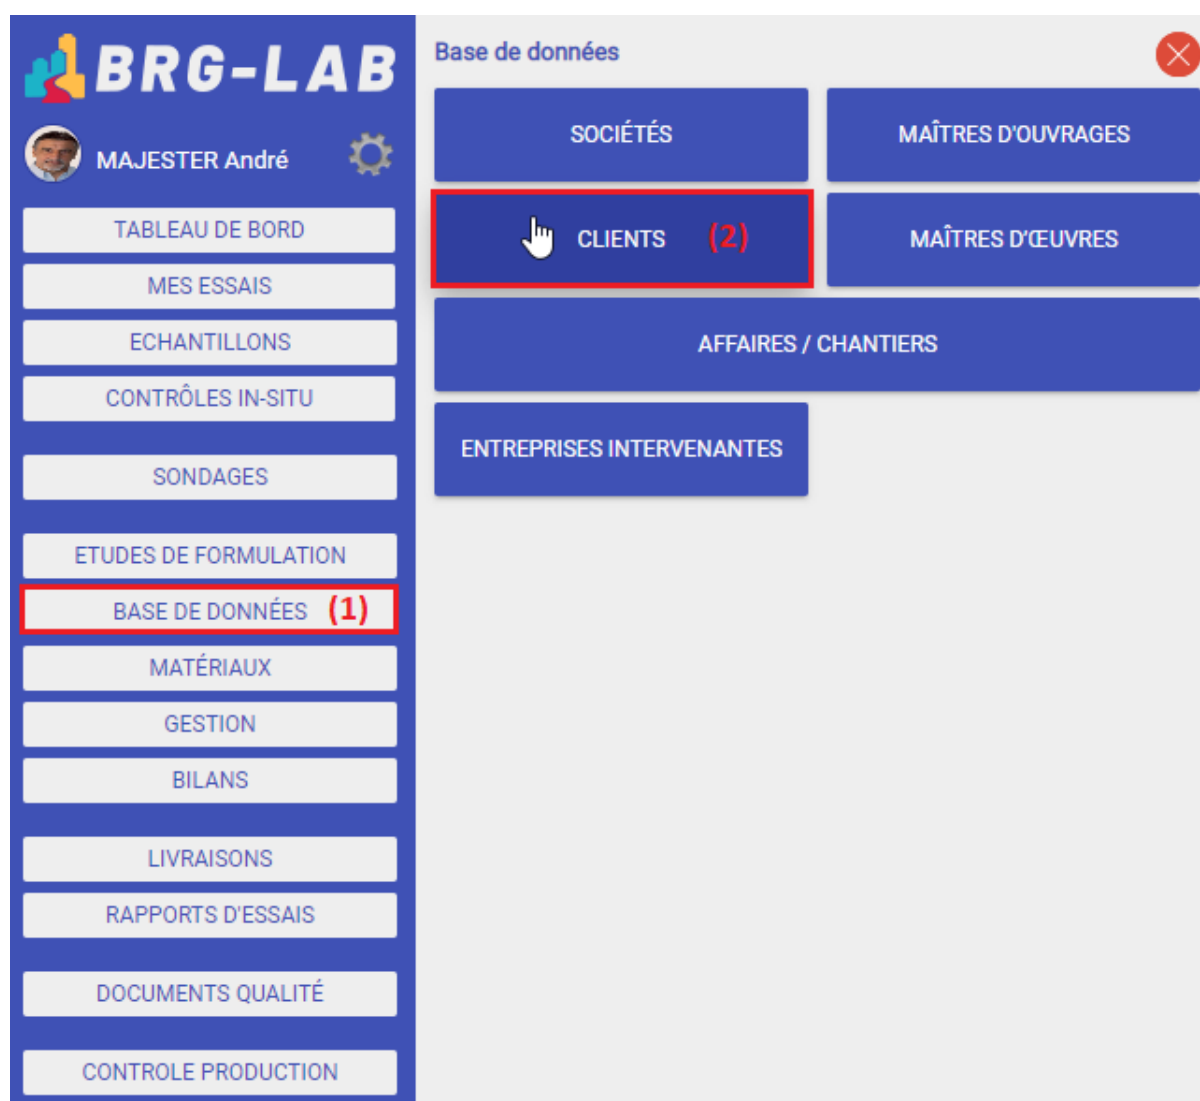 BRG-LAB
MAJESTER André
TABLEAU DE BORD
MES ESSAIS
ECHANTILLONS
CONTRÔLES IN-SITU
SONDAGES
ETUDES DE FORMULATION
BASE DE DONNÉES (1)
MATÉRIAUX
GESTION
BILANS
LIVRAISONS
RAPPORTS D'ESSAIS
DOCUMENTS QUALITÉ
CONTROLE PRODUCTION
Base de données
SOCIÉTÉS
MAÎTRES D'OUVRAGES
CLIENTS (2)
MAÎTRES D'ŒUVRES
AFFAIRES / CHANTIERS
ENTREPRISES INTERVENANTES